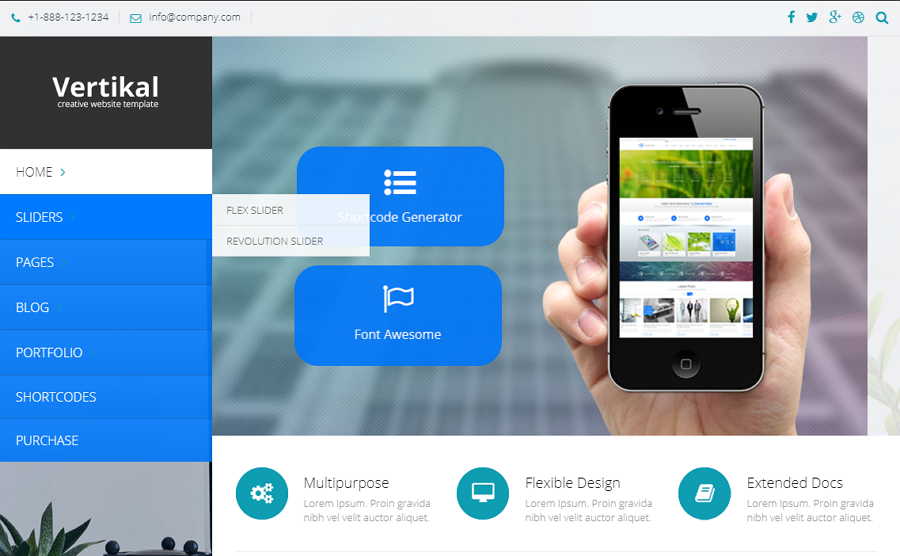 +1-888-123-1234 info@company.com
Vertikal
creative website template
HOME
SLIDERS
FLEX SLIDER
REVOLUTION SLIDER
PAGES
BLOG
PORTFOLIO
SHORTCODES
PURCHASE
Shortcode Generator
Font Awesome
Multipurpose
Lorem Ipsum. Proin gravida
nibh vel velit auctor aliquet.
Flexible Design
Lorem Ipsum. Proin gravida
nibh vel velit auctor aliquet.
Extended Docs
Lorem Ipsum. Proin gravida
nibh vel velit auctor aliquet.